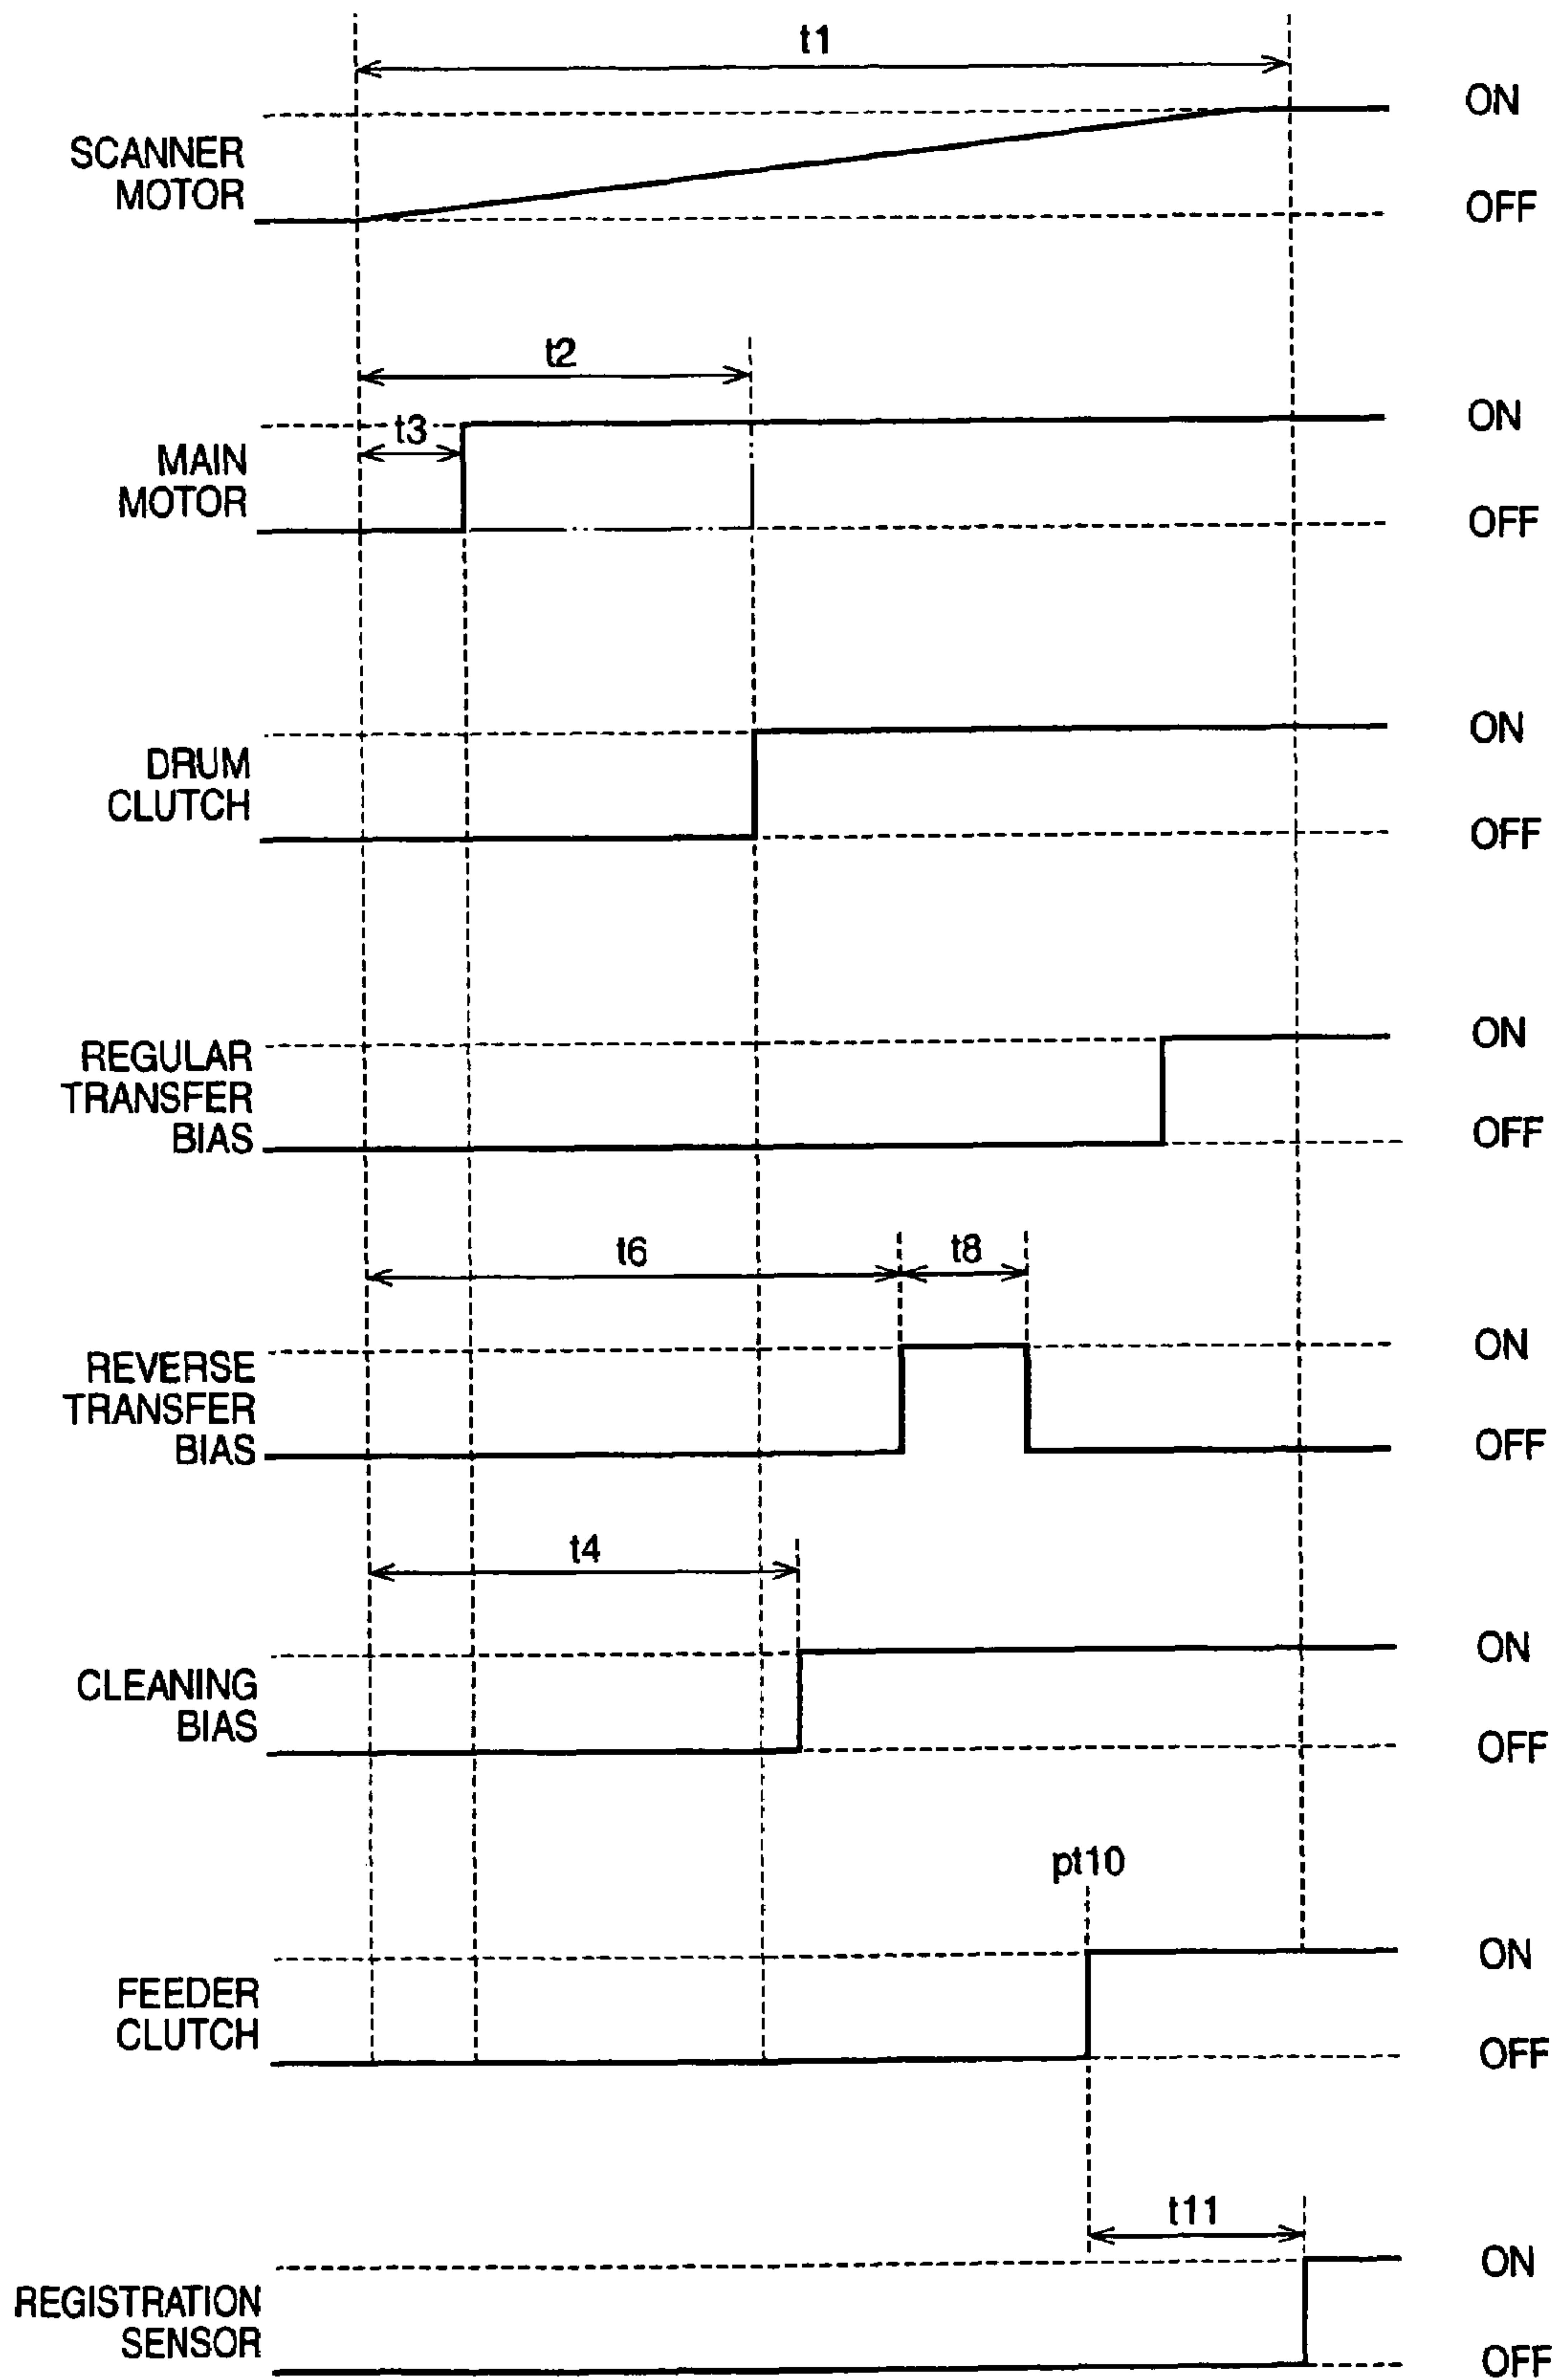 t1
ON
SCANNER
MOTOR
OFF
t2
ON
t3
MAIN
MOTOR
OFF
ON
DRUM
CLUTCH
OFF
ON
REGULAR
TRANSFER
BIAS
OFF
t6
t8
ON
REVERSE
TRANSFER
BIAS
OFF
t4
ON
CLEANING
BIAS
OFF
pt10
ON
FEEDER
CLUTCH
OFF
t11
ON
REGISTRATION
SENSOR
OFF